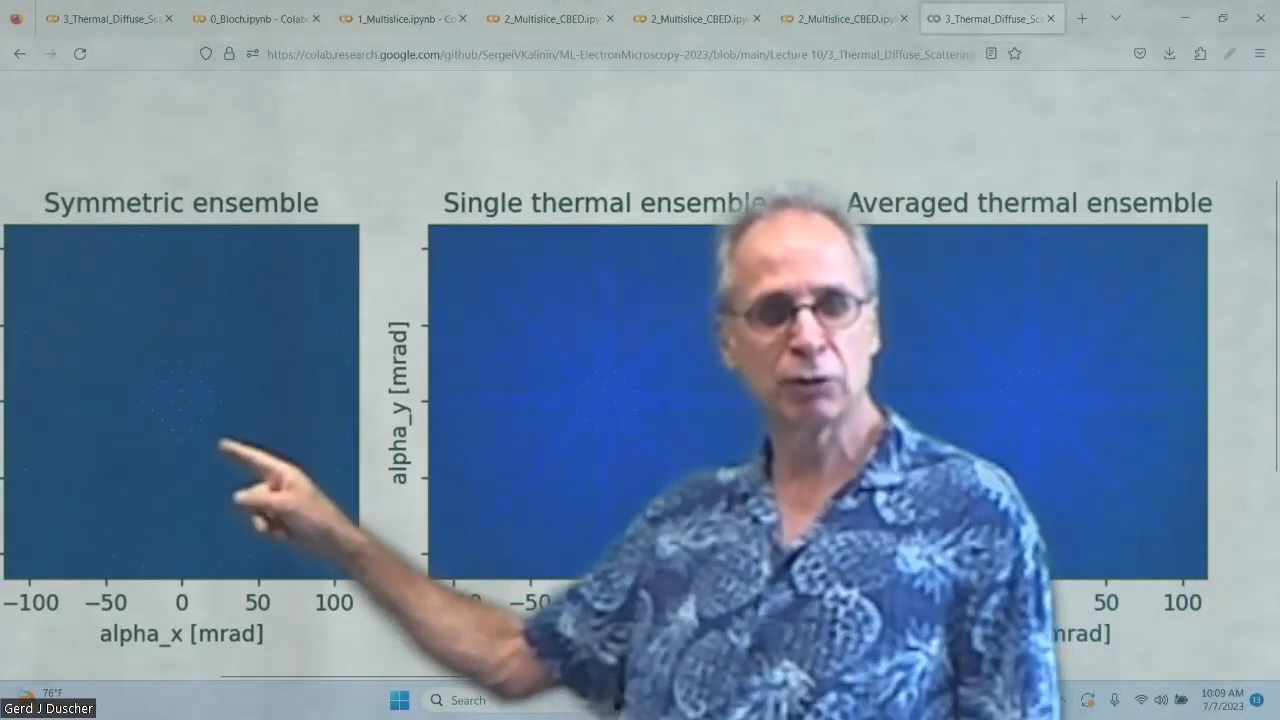 3_Thermal_Diffuse_Sca
0_Bloch.ipynb - Colab
1_Multislice.ipynb - Co
2_Multislice_CBED.ipy
2_Multislice_CBED.ipy
2_Multislice_CBED.ipy
3_Thermal_Diffuse_Sc
https://colab.research.google.com/github/SergeiVKalinin/ML-ElectronMicroscopy-2023/blob/main/Lecture 10/3_Thermal_Diffuse_Scattering
Symmetric ensemble
Single thermal ensemble
Averaged thermal ensemble
alpha_y [mrad]
−100 −50 0 50 100
−50
50 100
alpha_x [mrad]
mrad]
76°F
Gerd J Duscher
Search
10:09 AM
7/7/2023
13